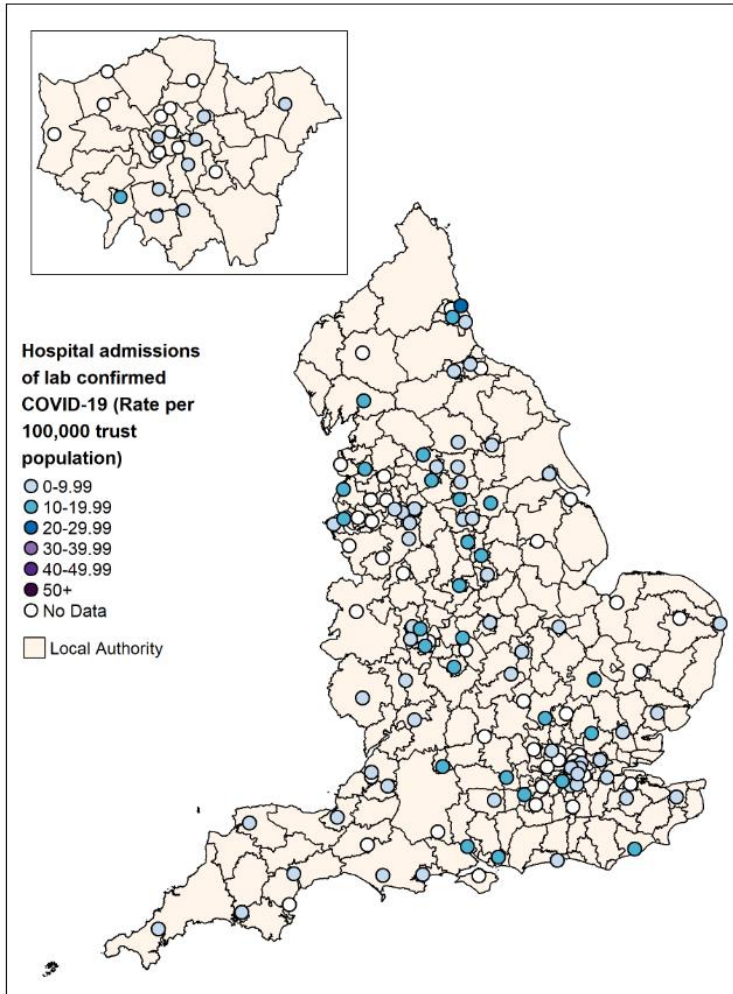 Hospital admissions
of lab confirmed
COVID-19 (Rate per
100,000 trust
population)
0-9.99
10-19.99
20-29.99
30-39.99
40-49.99
50+
No Data
Local Authority